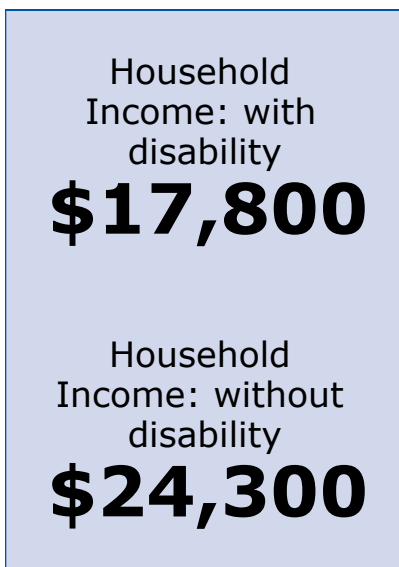 Household
Income: with
disability
$17,800
Household
Income: without
disability
$24,300